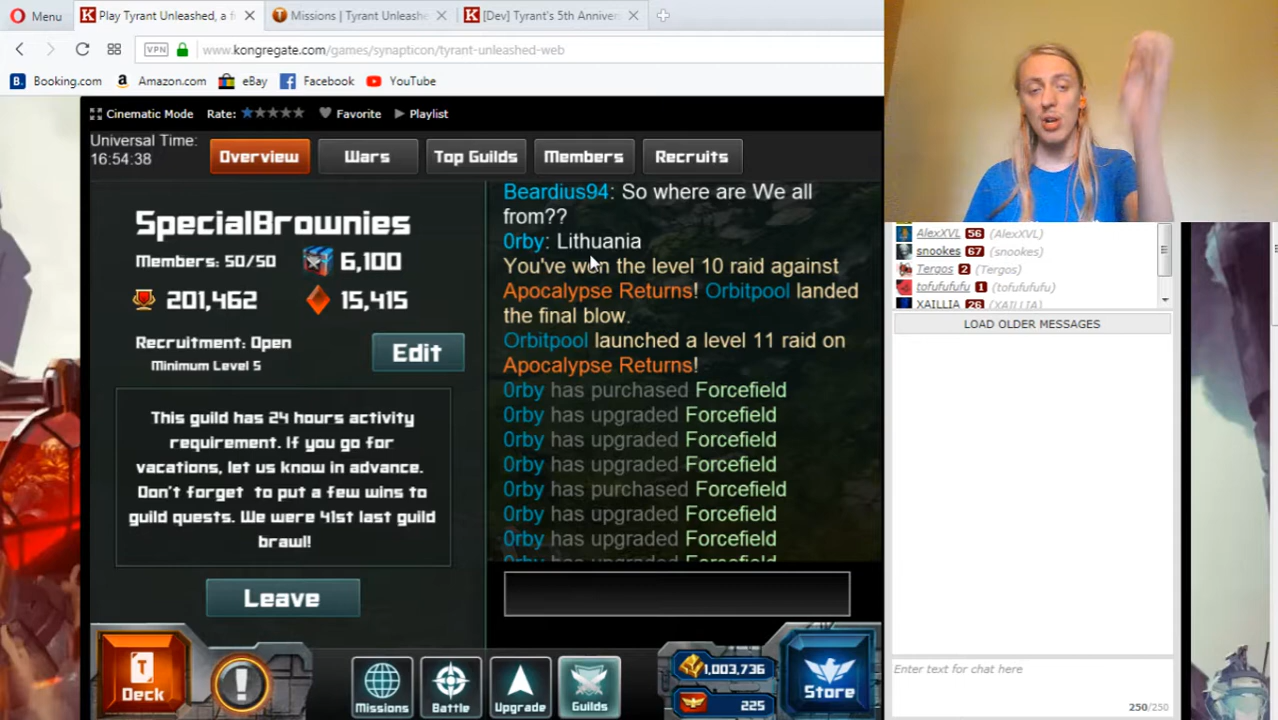 Menu
Play Tyrant Unleashed, a f
Missions | Tyrant Unleashe
[Dev] Tyrant's 5th Anniver
VPN
www.kongregate.com/games/synapticon/tyrant-unleashed-web
Booking.com
Amazon.com
eBay
Facebook
YouTube
Cinematic Mode
Rate:
Favorite
Playlist
Universal Time:
16:54:38
Overview
Wars
Top Guilds
Members
Recruits
SpecialBrownies
Members: 50/50
6,100
201,462
15,415
Recruitment: Open
Minimum Level 5
Edit
This guild has 24 hours activity
requirement. If you go for
vacations, let us know in advance.
Don't forget to put a few wins to
guild quests. We were 41st last guild
brawl!
Leave
Beardius94: So where are We all
from??
0rby: Lithuania
You've won the level 10 raid against
Apocalypse Returns! Orbitpool landed
the final blow.
Orbitpool launched a level 11 raid on
Apocalypse Returns!
0rby has purchased Forcefield
0rby has upgraded Forcefield
0rby has upgraded Forcefield
0rby has upgraded Forcefield
0rby has purchased Forcefield
0rby has upgraded Forcefield
0rby has upgraded Forcefield
0rby has upgraded Forcefield
AlexXVL 56 (AlexXVL)
snookes 67 (snookes)
Tergos 2 (Tergos)
tofufufufu 1 (tofufufufu)
XAILLIA 26 (XAILLIA)
LOAD OLDER MESSAGES
Enter text for chat here
250/250
Deck
Missions
Battle
Upgrade
Guilds
1,003,736
225
Store